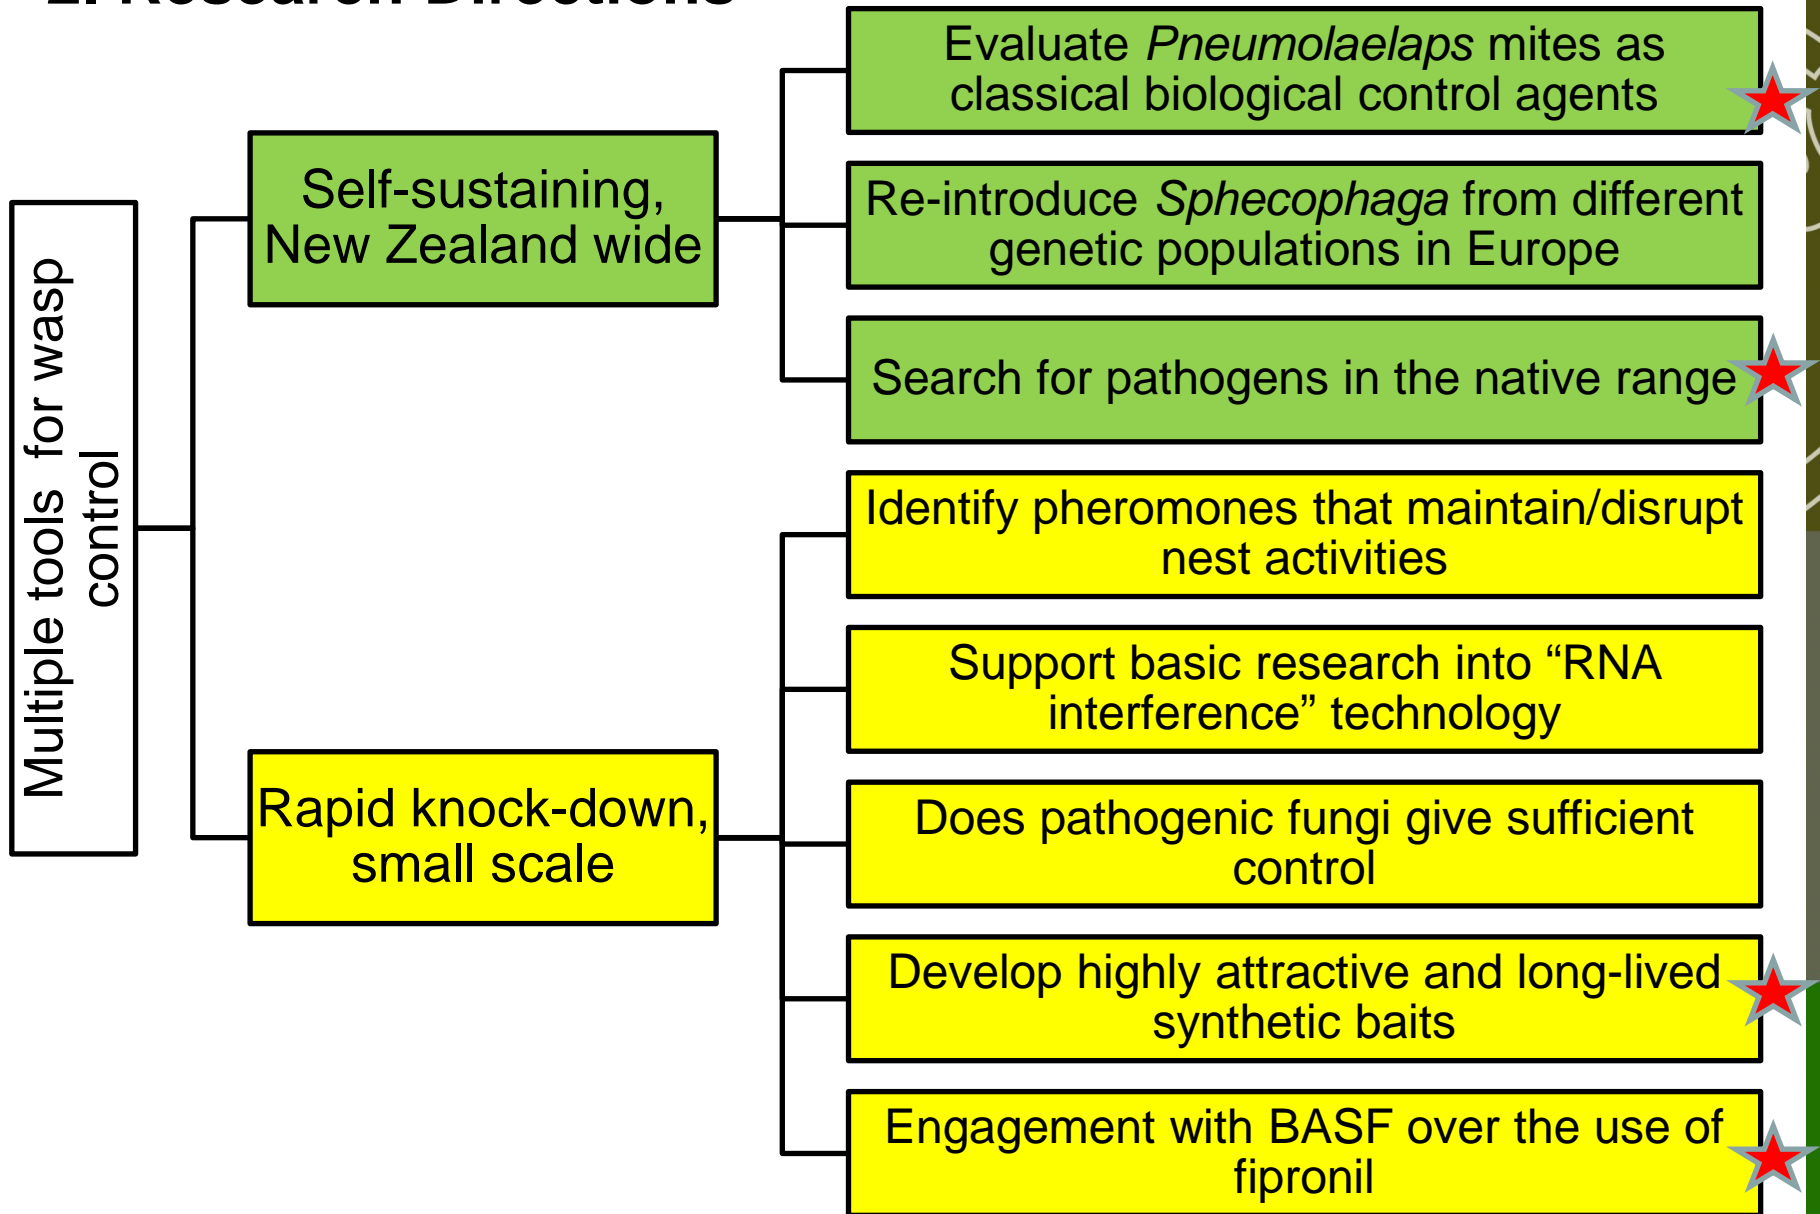 2. Research Directions
Multiple tools for wasp
control
Self-sustaining,
New Zealand wide
Evaluate Pneumolaelaps mites as
classical biological control agents
Re-introduce Sphecophaga from different
genetic populations in Europe
Search for pathogens in the native range
Rapid knock-down,
small scale
Identify pheromones that maintain/disrupt
nest activities
Support basic research into “RNA
interference” technology
Does pathogenic fungi give sufficient
control
Develop highly attractive and long-lived
synthetic baits
Engagement with BASF over the use of
fipronil